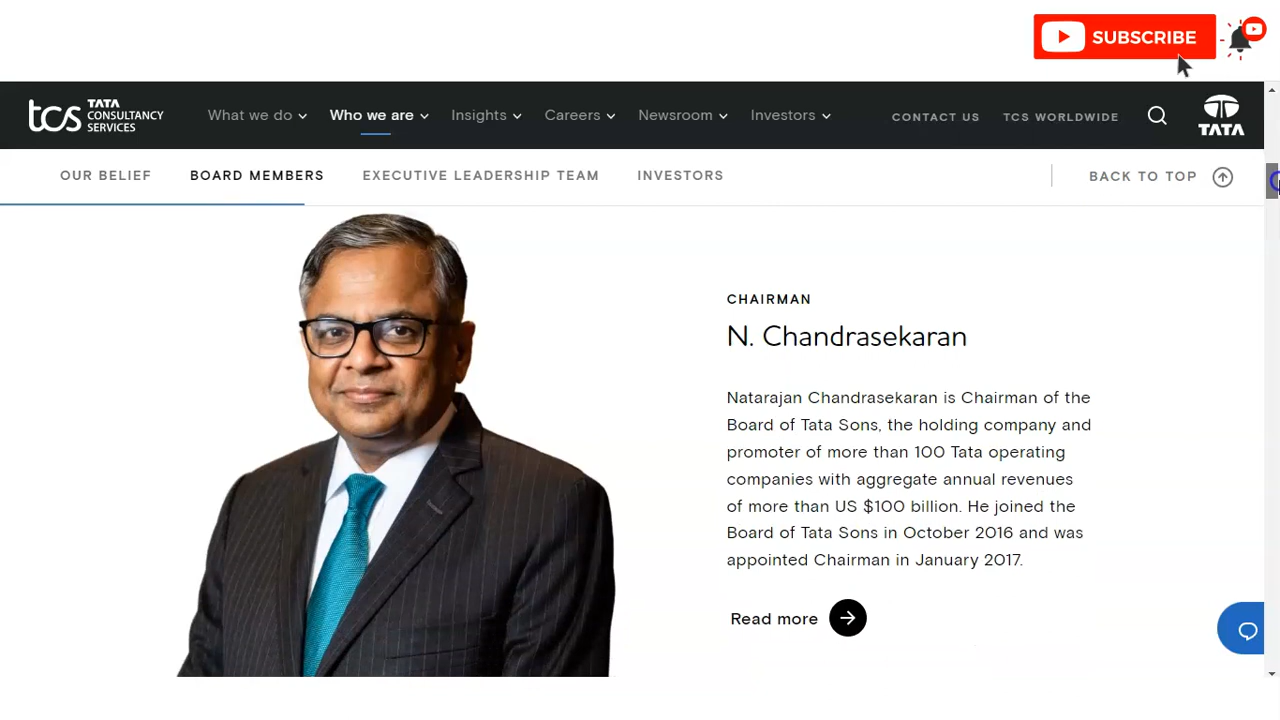 SUBSCRIBE
tcs TATA CONSULTANCY SERVICES
What we do
Who we are
Insights
Careers
Newsroom
Investors
CONTACT US
TCS WORLDWIDE
TATA
OUR BELIEF
BOARD MEMBERS
EXECUTIVE LEADERSHIP TEAM
INVESTORS
BACK TO TOP
CHAIRMAN
N. Chandrasekaran
Natarajan Chandrasekaran is Chairman of the
Board of Tata Sons, the holding company and
promoter of more than 100 Tata operating
companies with aggregate annual revenues
of more than US $100 billion. He joined the
Board of Tata Sons in October 2016 and was
appointed Chairman in January 2017.
Read more